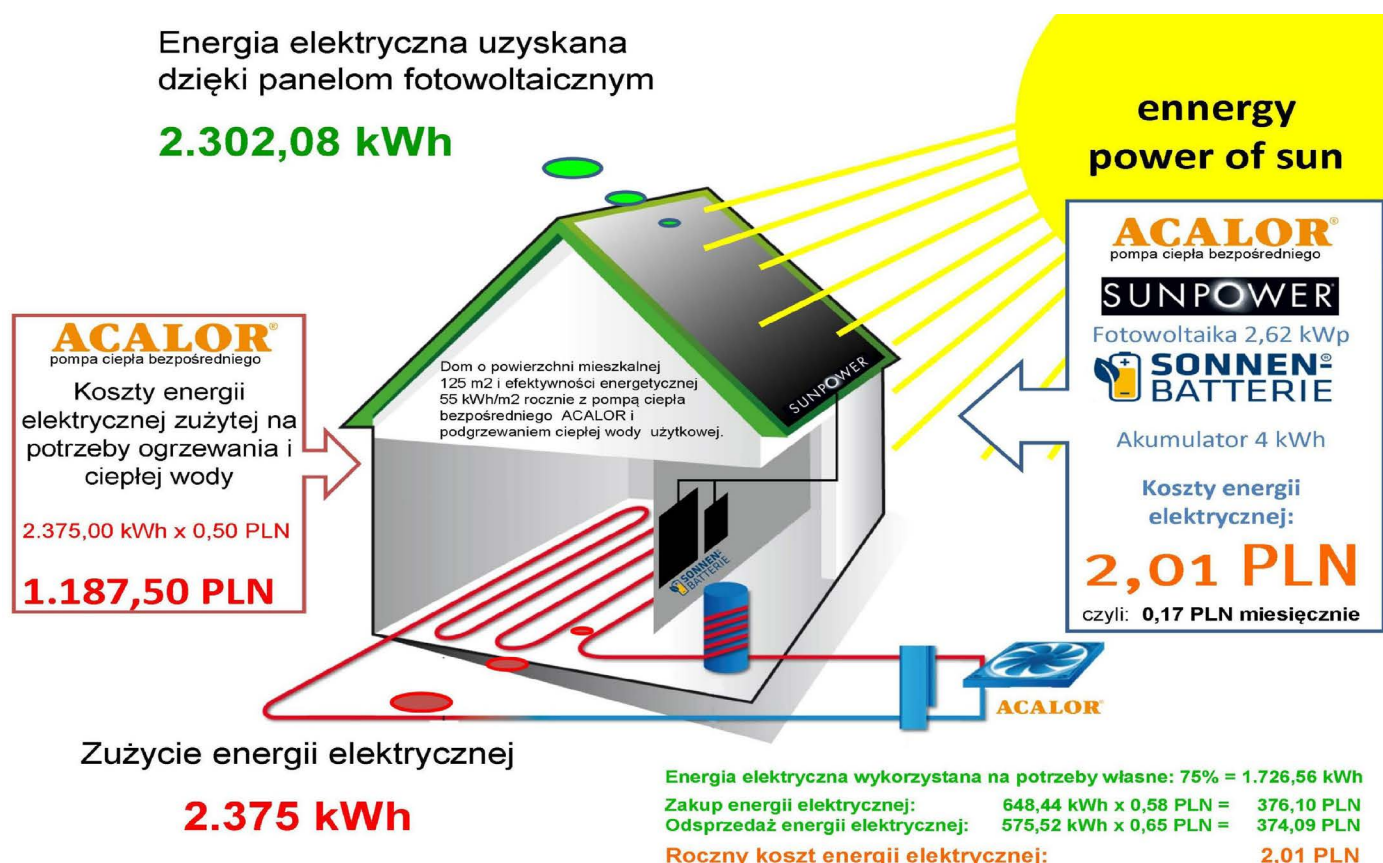 Energia elektryczna uzyskana
dzięki panelom fotowoltaicznym
2.302,08 kWh
ennergy
power of sun
ACALOR®
pompa ciepła bezpośredniego
SUNPOWER
Fotowoltaika 2,62 kWp
SONNEN®
BATTERIE
Akumulator 4 kWh
Koszty energii
elektrycznej:
2,01 PLN
czyli: 0,17 PLN miesięcznie
ACALOR®
pompa ciepła bezpośredniego
Koszty energii
elektrycznej zużytej na
potrzeby ogrzewania i
ciepłej wody
2.375,00 kWh x 0,50 PLN
1.187,50 PLN
Dom o powierzchni mieszkalnej
125 m2 i efektywności energetycznej
55 kWh/m2 rocznie z pompą ciepła
bezpośredniego ACALOR i
podgrzewaniem ciepłej wody użytkowej.
SUNPOWER
SONNEN
BATTERIE
ACALOR
Zużycie energii elektrycznej
2.375 kWh
Energia elektryczna wykorzystana na potrzeby własne: 75% = 1.726,56 kWh
Zakup energii elektrycznej: 648,44 kWh x 0,58 PLN = 376,10 PLN
Odsprzedaż energii elektrycznej: 575,52 kWh x 0,65 PLN = 374,09 PLN
Roczny koszt energii elektrycznej: 2,01 PLN